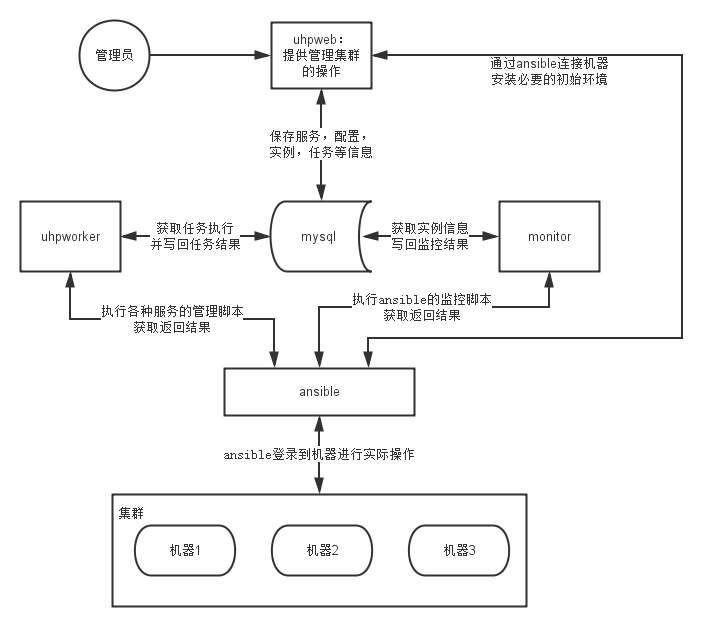 管理员
uhpweb：
提供管理集群
的操作
通过ansible连接机器
安装必要的初始环境
保存服务，配置，
实例，任务等信息
uhpworker
获取任务执行
并写回任务结果
mysql
获取实例信息
写回监控结果
monitor
执行各种服务的管理脚本
获取返回结果
执行ansible的监控脚本
获取返回结果
ansible
ansible登录到机器进行实际操作
集群
机器1
机器2
机器3